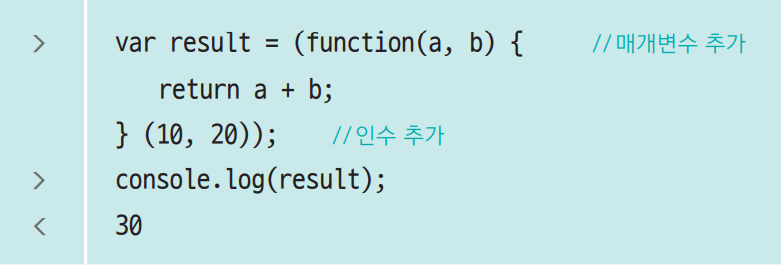 > var result = (function(a, b) { //매개변수 추가
return a + b;
} (10, 20)); //인수 추가
> console.log(result);
< 30